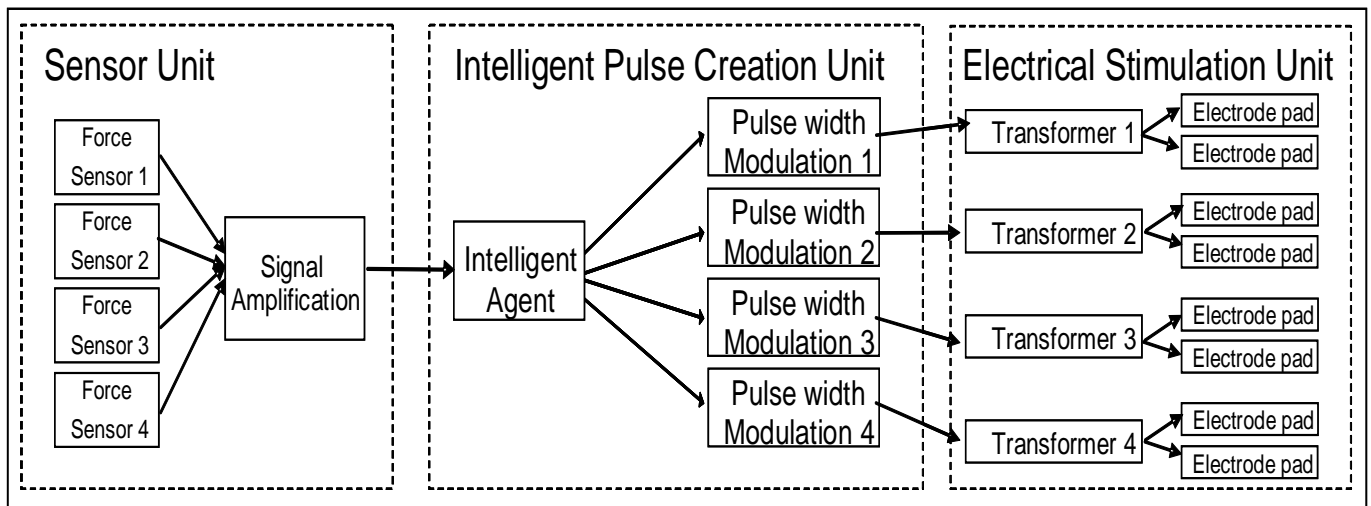 Sensor Unit
Force
Sensor 1
Force
Sensor 2
Force
Sensor 3
Force
Sensor 4
Signal
Amplification
Intelligent Pulse Creation Unit
Intelligent
Agent
Pulse width
Modulation 1
Pulse width
Modulation 2
Pulse width
Modulation 3
Pulse width
Modulation 4
Electrical Stimulation Unit
Transformer 1
Electrode pad
Electrode pad
Transformer 2
Electrode pad
Electrode pad
Transformer 3
Electrode pad
Electrode pad
Transformer 4
Electrode pad
Electrode pad